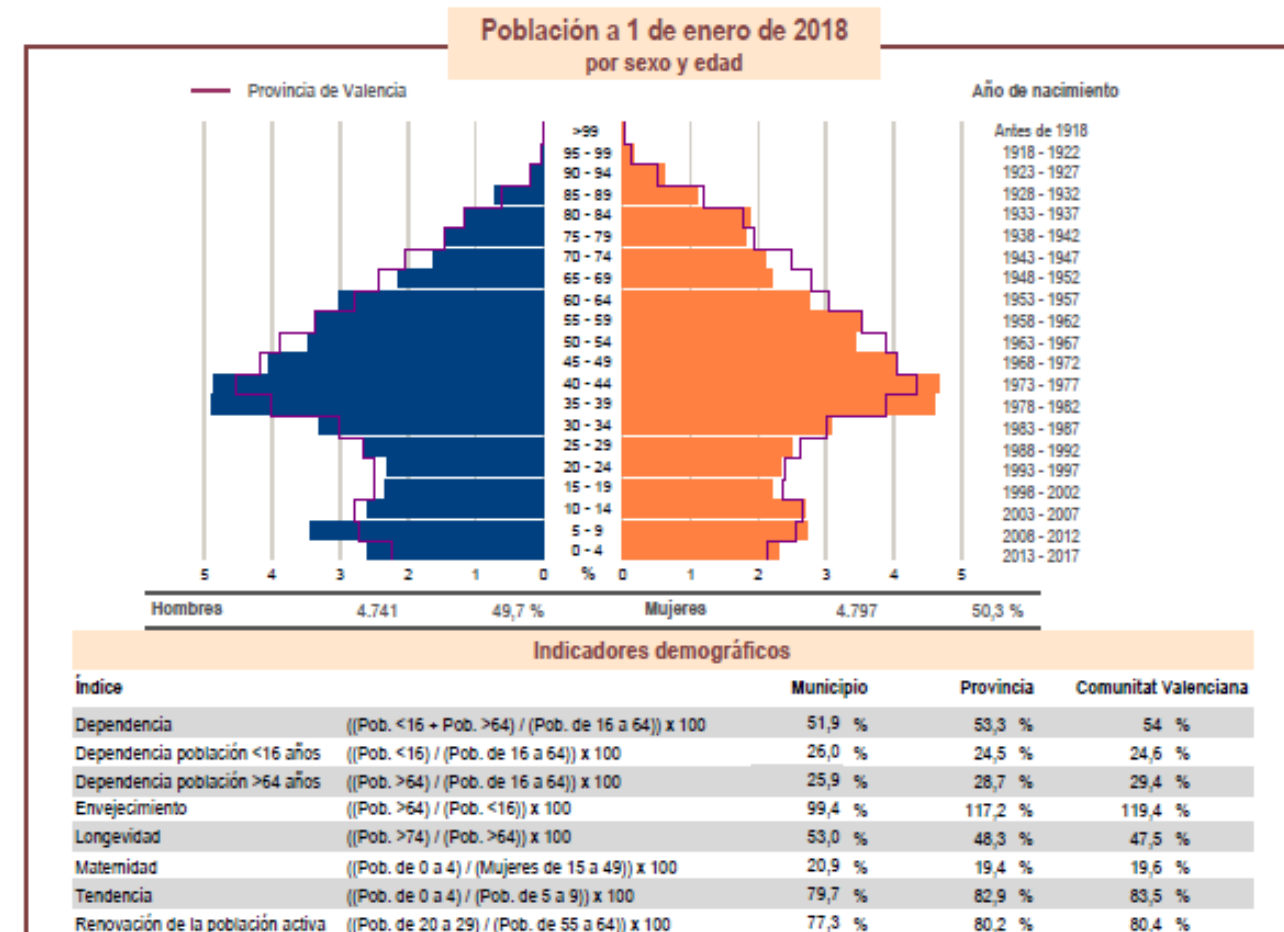 Población a 1 de enero de 2018
por sexo y edad
Provincia de Valencia
Año de nacimiento
>99 Antes de 1918
95 - 99 1918 - 1922
90 - 94 1923 - 1927
85 - 89 1928 - 1932
80 - 84 1933 - 1937
75 - 79 1938 - 1942
70 - 74 1943 - 1947
65 - 69 1948 - 1952
60 - 64 1953 - 1957
55 - 59 1958 - 1962
50 - 54 1963 - 1967
45 - 49 1968 - 1972
40 - 44 1973 - 1977
35 - 39 1978 - 1982
30 - 34 1983 - 1987
25 - 29 1988 - 1992
20 - 24 1993 - 1997
15 - 19 1998 - 2002
10 - 14 2003 - 2007
5 - 9 2008 - 2012
0 - 4 2013 - 2017
5 4 3 2 1 0 % 0 1 2 3 4 5
Hombres 4.741 49,7 % Mujeres 4.797 50,3 %
Indicadores demográficos
Índice Municipio Provincia Comunitat Valenciana
Dependencia ((Pob. <16 + Pob. >64) / (Pob. de 16 a 64)) x 100 51,9 % 53,3 % 54 %
Dependencia población <16 años ((Pob. <16) / (Pob. de 16 a 64)) x 100 26,0 % 24,5 % 24,6 %
Dependencia población >64 años ((Pob. >64) / (Pob. de 16 a 64)) x 100 25,9 % 28,7 % 29,4 %
Envejecimiento ((Pob. >64) / (Pob. <16)) x 100 99,4 % 117,2 % 119,4 %
Longevidad ((Pob. >74) / (Pob. >64)) x 100 53,0 % 48,3 % 47,5 %
Maternidad ((Pob. de 0 a 4) / (Mujeres de 15 a 49)) x 100 20,9 % 19,4 % 19,6 %
Tendencia ((Pob. de 0 a 4) / (Pob. de 5 a 9)) x 100 79,7 % 82,9 % 83,5 %
Renovación de la población activa ((Pob. de 20 a 29) / (Pob. de 55 a 64)) x 100 77,3 % 80,2 % 80,4 %